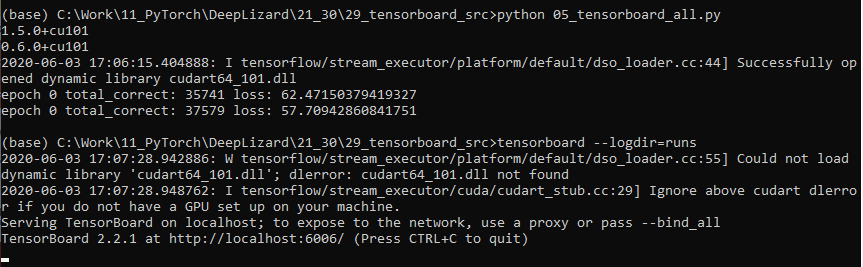 (base) C:\Work\11_PyTorch\DeepLizard\21_30\29_tensorboard_src>python 05_tensorboard_all.py
1.5.0+cu101
0.6.0+cu101
2020-06-03 17:06:15.404888: I tensorflow/stream_executor/platform/default/dso_loader.cc:44] Successfully op
ened dynamic library cudart64_101.dll
epoch 0 total_correct: 35741 loss: 62.47150379419327
epoch 0 total_correct: 37579 loss: 57.70942860841751
(base) C:\Work\11_PyTorch\DeepLizard\21_30\29_tensorboard_src>tensorboard --logdir=runs
2020-06-03 17:07:28.942886: W tensorflow/stream_executor/platform/default/dso_loader.cc:55] Could not load
dynamic library 'cudart64_101.dll'; dlerror: cudart64_101.dll not found
2020-06-03 17:07:28.948762: I tensorflow/stream_executor/cuda/cudart_stub.cc:29] Ignore above cudart dlerro
r if you do not have a GPU set up on your machine.
Serving TensorBoard on localhost; to expose to the network, use a proxy or pass --bind_all
TensorBoard 2.2.1 at http://localhost:6006/ (Press CTRL+C to quit)